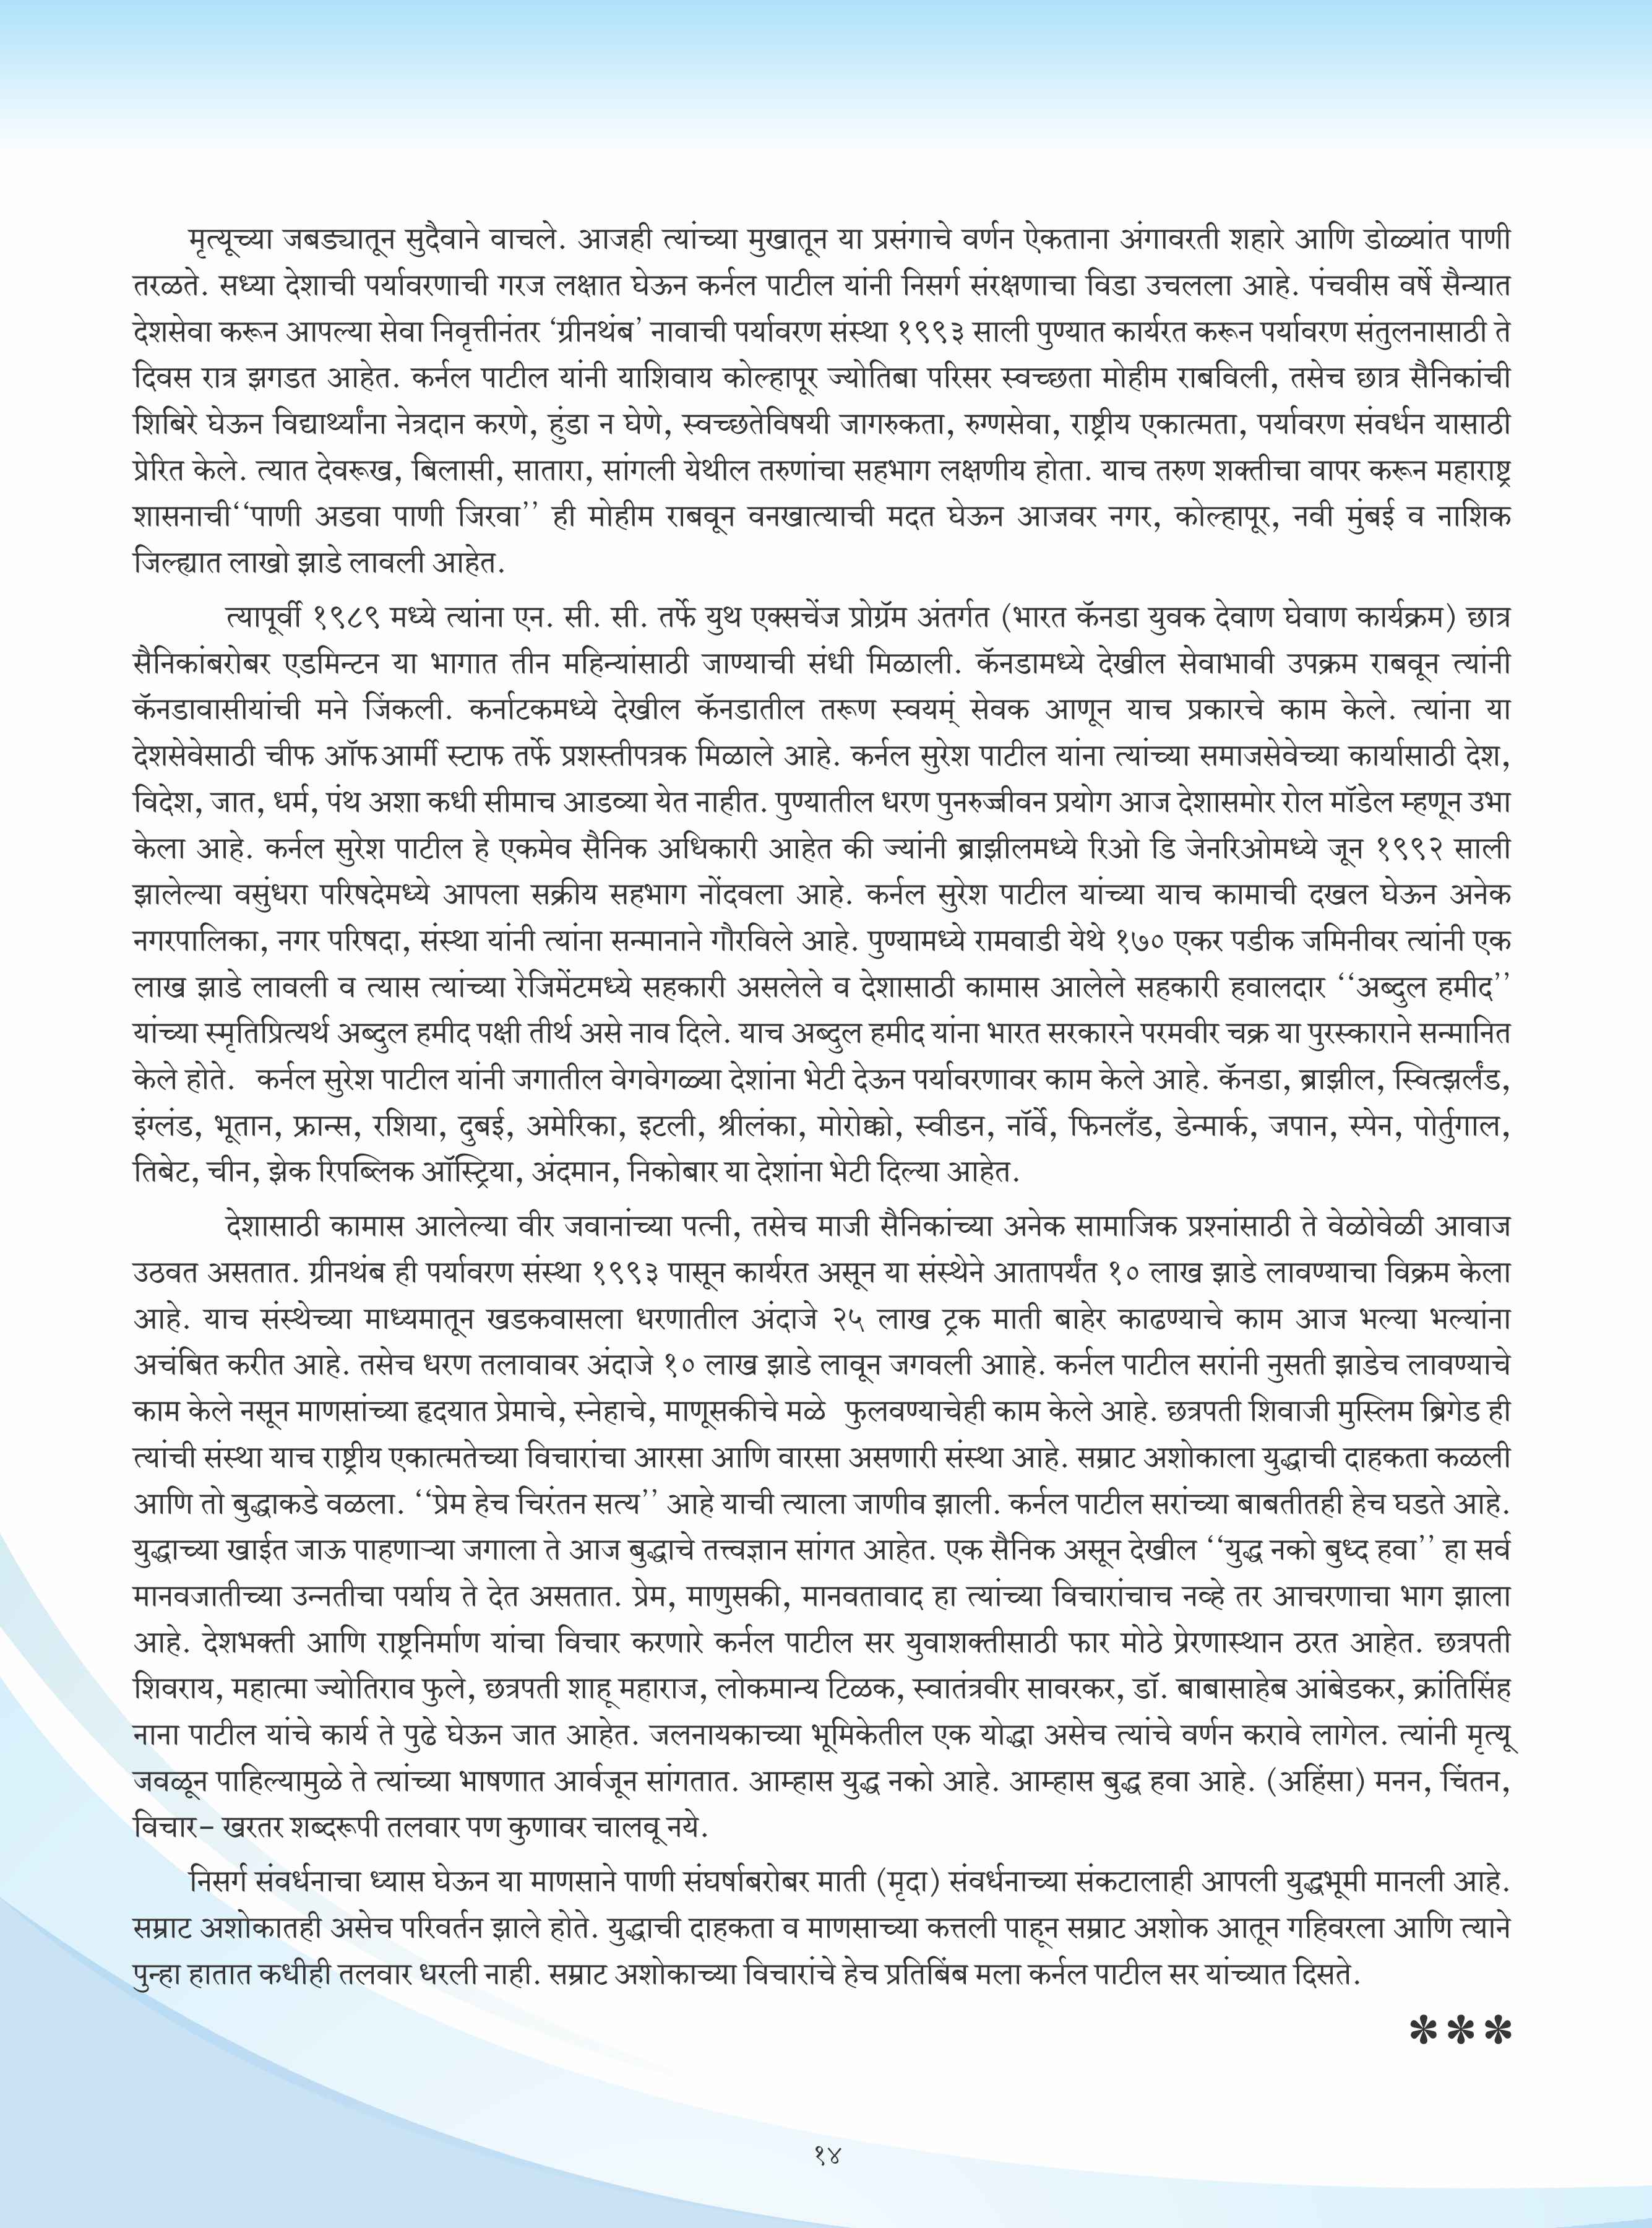 मृत्यूच्या जबड्यातून सुदैवाने वाचले. आजही त्यांच्या मुखातून या प्रसंगाचे वर्णन ऐकताना अंगावरती शहारे आणि डोळ्यांत पाणी
तरळते. सध्या देशाची पर्यावरणाची गरज लक्षात घेऊन कर्नल पाटील यांनी निसर्ग संरक्षणाचा विडा उचलला आहे. पंचवीस वर्षे सैन्यात
देशसेवा करून आपल्या सेवा निवृत्तीनंतर ‘ग्रीनथंब’ नावाची पर्यावरण संस्था १९९३ साली पुण्यात कार्यरत करून पर्यावरण संतुलनासाठी ते
दिवस रात्र झगडत आहेत. कर्नल पाटील यांनी याशिवाय कोल्हापूर ज्योतिबा परिसर स्वच्छता मोहीम राबविली, तसेच छात्र सैनिकांची
शिबिरे घेऊन विद्यार्थ्यांना नेत्रदान करणे, हुंडा न घेणे, स्वच्छतेविषयी जागरुकता, रुग्णसेवा, राष्ट्रीय एकात्मता, पर्यावरण संवर्धन यासाठी
प्रेरित केले. त्यात देवरूख, बिलासी, सातारा, सांगली येथील तरुणांचा सहभाग लक्षणीय होता. याच तरुण शक्तीचा वापर करून महाराष्ट्र
शासनाची‘‘पाणी अडवा पाणी जिरवा’’ ही मोहीम राबवून वनखात्याची मदत घेऊन आजवर नगर, कोल्हापूर, नवी मुंबई व नाशिक
जिल्ह्यात लाखो झाडे लावली आहेत.
त्यापूर्वी १९८९ मध्ये त्यांना एन. सी. सी. तर्फे युथ एक्सचेंज प्रोग्रॅम अंतर्गत (भारत कॅनडा युवक देवाण घेवाण कार्यक्रम) छात्र
सैनिकांबरोबर एडमिन्टन या भागात तीन महिन्यांसाठी जाण्याची संधी मिळाली. कॅनडामध्ये देखील सेवाभावी उपक्रम राबवून त्यांनी
कॅनडावासीयांची मने जिंकली. कर्नाटकमध्ये देखील कॅनडातील तरूण स्वयम्ं सेवक आणून याच प्रकारचे काम केले. त्यांना या
देशसेवेसाठी चीफ ऑफआर्मी स्टाफ तर्फे प्रशस्तीपत्रक मिळाले आहे. कर्नल सुरेश पाटील यांना त्यांच्या समाजसेवेच्या कार्यासाठी देश,
विदेश, जात, धर्म, पंथ अशा कधी सीमाच आडव्या येत नाहीत. पुण्यातील धरण पुनरुज्जीवन प्रयोग आज देशासमोर रोल मॉडेल म्हणून उभा
केला आहे. कर्नल सुरेश पाटील हे एकमेव सैनिक अधिकारी आहेत की ज्यांनी ब्राझीलमध्ये रिओ डि जेनरिओमध्ये जून १९९२ साली
झालेल्या वसुंधरा परिषदेमध्ये आपला सक्रीय सहभाग नोंदवला आहे. कर्नल सुरेश पाटील यांच्या याच कामाची दखल घेऊन अनेक
नगरपालिका, नगर परिषदा, संस्था यांनी त्यांना सन्मानाने गौरविले आहे. पुण्यामध्ये रामवाडी येथे १७० एकर पडीक जमिनीवर त्यांनी एक
लाख झाडे लावली व त्यास त्यांच्या रेजिमेंटमध्ये सहकारी असलेले व देशासाठी कामास आलेले सहकारी हवालदार ‘‘अब्दुल हमीद’’
यांच्या स्मृतिप्रित्यर्थ अब्दुल हमीद पक्षी तीर्थ असे नाव दिले. याच अब्दुल हमीद यांना भारत सरकारने परमवीर चक्र या पुरस्काराने सन्मानित
केले होते. कर्नल सुरेश पाटील यांनी जगातील वेगवेगळ्या देशांना भेटी देऊन पर्यावरणावर काम केले आहे. कॅनडा, ब्राझील, स्वित्झर्लंड,
इंग्लंड, भूतान, फ्रान्स, रशिया, दुबई, अमेरिका, इटली, श्रीलंका, मोरोक्को, स्वीडन, नॉर्वे, फिनलँड, डेन्मार्क, जपान, स्पेन, पोर्तुगाल,
तिबेट, चीन, झेक रिपब्लिक ऑस्ट्रिया, अंदमान, निकोबार या देशांना भेटी दिल्या आहेत.
देशासाठी कामास आलेल्या वीर जवानांच्या पत्नी, तसेच माजी सैनिकांच्या अनेक सामाजिक प्रश्नांसाठी ते वेळोवेळी आवाज
उठवत असतात. ग्रीनथंब ही पर्यावरण संस्था १९९३ पासून कार्यरत असून या संस्थेने आतापर्यंत १० लाख झाडे लावण्याचा विक्रम केला
आहे. याच संस्थेच्या माध्यमातून खडकवासला धरणातील अंदाजे २५ लाख ट्रक माती बाहेर काढण्याचे काम आज भल्या भल्यांना
अचंबित करीत आहे. तसेच धरण तलावावर अंदाजे १० लाख झाडे लावून जगवली आाहे. कर्नल पाटील सरांनी नुसती झाडेच लावण्याचे
काम केले नसून माणसांच्या हृदयात प्रेमाचे, स्नेहाचे, माणूसकीचे मळे फुलवण्याचेही काम केले आहे. छत्रपती शिवाजी मुस्लिम ब्रिगेड ही
त्यांची संस्था याच राष्ट्रीय एकात्मतेच्या विचारांचा आरसा आणि वारसा असणारी संस्था आहे. सम्राट अशोकाला युद्धाची दाहकता कळली
आणि तो बुद्धाकडे वळला. ‘‘प्रेम हेच चिरंतन सत्य’’ आहे याची त्याला जाणीव झाली. कर्नल पाटील सरांच्या बाबतीतही हेच घडते आहे.
युद्धाच्या खाईत जाऊ पाहणाऱ्या जगाला ते आज बुद्धाचे तत्त्वज्ञान सांगत आहेत. एक सैनिक असून देखील ‘‘युद्ध नको बुध्द हवा’’ हा सर्व
मानवजातीच्या उन्नतीचा पर्याय ते देत असतात. प्रेम, माणुसकी, मानवतावाद हा त्यांच्या विचारांचाच नव्हे तर आचरणाचा भाग झाला
आहे. देशभक्ती आणि राष्ट्रनिर्माण यांचा विचार करणारे कर्नल पाटील सर युवाशक्तीसाठी फार मोठे प्रेरणास्थान ठरत आहेत. छत्रपती
शिवराय, महात्मा ज्योतिराव फुले, छत्रपती शाहू महाराज, लोकमान्य टिळक, स्वातंत्रवीर सावरकर, डॉ. बाबासाहेब आंबेडकर, क्रांतिसिंह
नाना पाटील यांचे कार्य ते पुढे घेऊन जात आहेत. जलनायकाच्या भूमिकेतील एक योद्धा असेच त्यांचे वर्णन करावे लागेल. त्यांनी मृत्यू
जवळून पाहिल्यामुळे ते त्यांच्या भाषणात आर्वजून सांगतात. आम्हास युद्ध नको आहे. आम्हास बुद्ध हवा आहे. (अहिंसा) मनन, चिंतन,
विचार– खरतर शब्दरूपी तलवार पण कुणावर चालवू नये.
निसर्ग संवर्धनाचा ध्यास घेऊन या माणसाने पाणी संघर्षाबरोबर माती (मृदा) संवर्धनाच्या संकटालाही आपली युद्धभूमी मानली आहे.
सम्राट अशोकातही असेच परिवर्तन झाले होते. युद्धाची दाहकता व माणसाच्या कत्तली पाहून सम्राट अशोक आतून गहिवरला आणि त्याने
पुन्हा हातात कधीही तलवार धरली नाही. सम्राट अशोकाच्या विचारांचे हेच प्रतिबिंब मला कर्नल पाटील सर यांच्यात दिसते.
✽✽✽
१४